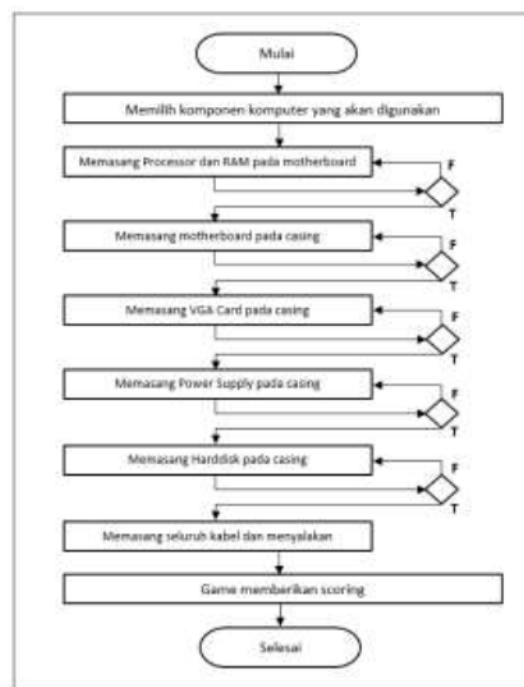 Mulai
Memilih komponen komputer yang akan digunakan
Memasang Processor dan RAM pada motherboard
F
T
Memasang motherboard pada casing
F
T
Memasang VGA Card pada casing
F
T
Memasang Power Supply pada casing
F
T
Memasang Harddisk pada casing
F
T
Memasang seluruh kabel dan menyalakan
Game memberikan scoring
Selesai